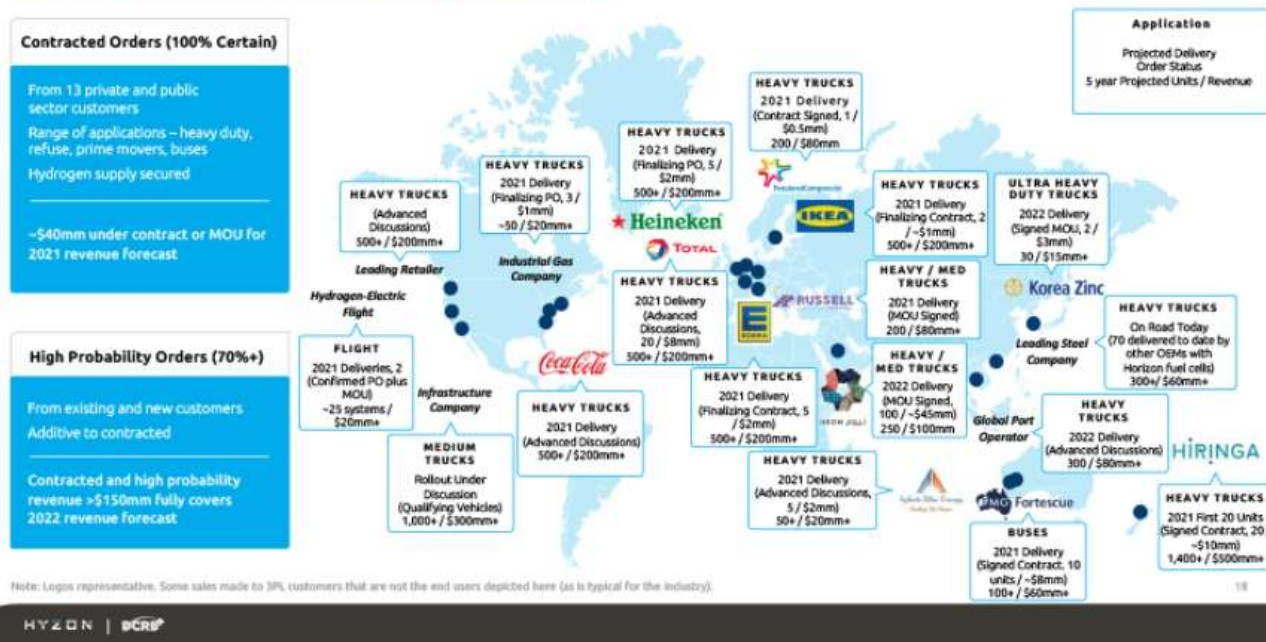 Contracted Orders (100% Certain)
From 13 private and public
sector customers
Range of applications – heavy duty,
refuse, prime movers, buses
Hydrogen supply secured
~$40mm under contract or MOU for
2021 revenue forecast
High Probability Orders (70%+)
From existing and new customers
Additive to contracted
Contracted and high probability
revenue >$150mm fully covers
2022 revenue forecast
Application
Projected Delivery
Order Status
5 year Projected Units / Revenue
HEAVY TRUCKS
(Advanced
Discussions)
500+ / $200mm+
Leading Retailer
Hydrogen-Electric
Flight
FLIGHT
2021 Deliveries, 2
(Confirmed PO plus
MOU)
~25 systems /
$20mm+
HEAVY TRUCKS
2021 Delivery
(Finalizing PO, 3 /
$1mm)
~50 / $20mm+
Industrial Gas
Company
Infrastructure
Company
MEDIUM
TRUCKS
Rollout Under
Discussion
(Qualifying Vehicles)
1,000+ / $300mm+
Coca-Cola
HEAVY TRUCKS
2021 Delivery
(Advanced Discussions)
500+ / $200mm+
HEAVY TRUCKS
2021 Delivery
(Finalizing PO, 5 /
$2mm)
500+ / $200mm+
Heineken
TOTAL
HEAVY TRUCKS
2021 Delivery
(Advanced
Discussions,
20 / $8mm)
500+ / $200mm+
HEAVY TRUCKS
2021 Delivery
(Contract Signed, 1 /
$0.5mm)
200 / $80mm
IKEA
HEAVY TRUCKS
2021 Delivery
(Finalizing Contract, 2
/ ~$1mm)
500+ / $200mm+
E
EDEKA
HEAVY TRUCKS
2021 Delivery
(Finalizing Contract, 5
/ $2mm)
500+ / $200mm+
RUSSELL
HEAVY / MED
TRUCKS
2021 Delivery
(MOU Signed)
200 / $80mm+
HEAVY /
MED TRUCKS
2022 Delivery
(MOU Signed,
100 / ~$45mm)
250 / $100mm
HEAVY TRUCKS
2021 Delivery
(Advanced Discussions,
5 / $2mm)
50+ / $20mm+
ULTRA HEAVY
DUTY TRUCKS
2022 Delivery
(Signed MOU, 2 /
$3mm)
30 / $15mm+
Korea Zinc
Leading Steel
Company
HEAVY TRUCKS
On Road Today
(70 delivered to date by
other OEMs with
Horizon fuel cells)
300+/ $60mm+
Global Port
Operator
HEAVY
TRUCKS
2022 Delivery
(Advanced Discussions)
300 / $80mm+
FMG Fortescue
BUSES
2021 Delivery
(Signed Contract, 10
units / ~$8mm)
100+ / $60mm+
HIRINGA
HEAVY TRUCKS
2021 First 20 Units
(Signed Contract, 20
~$10mm)
1,400+ / $500mm+
Note: Logos representative. Some sales made to 3PL customers that are not the end users depicted here (as is typical for the industry).
18
HYZON | DCRB